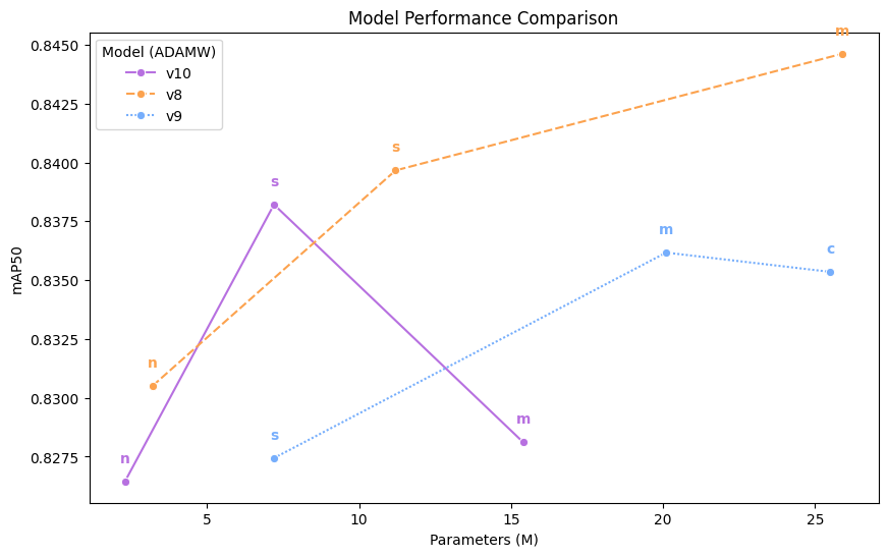 Model Performance Comparison
Model (ADAMW)
v10
v8
v9
mAP50
0.8450
0.8425
0.8400
0.8375
0.8350
0.8325
0.8300
0.8275
m
s
s
m
c
n
m
s
n
5
10
15
20
25
Parameters (M)